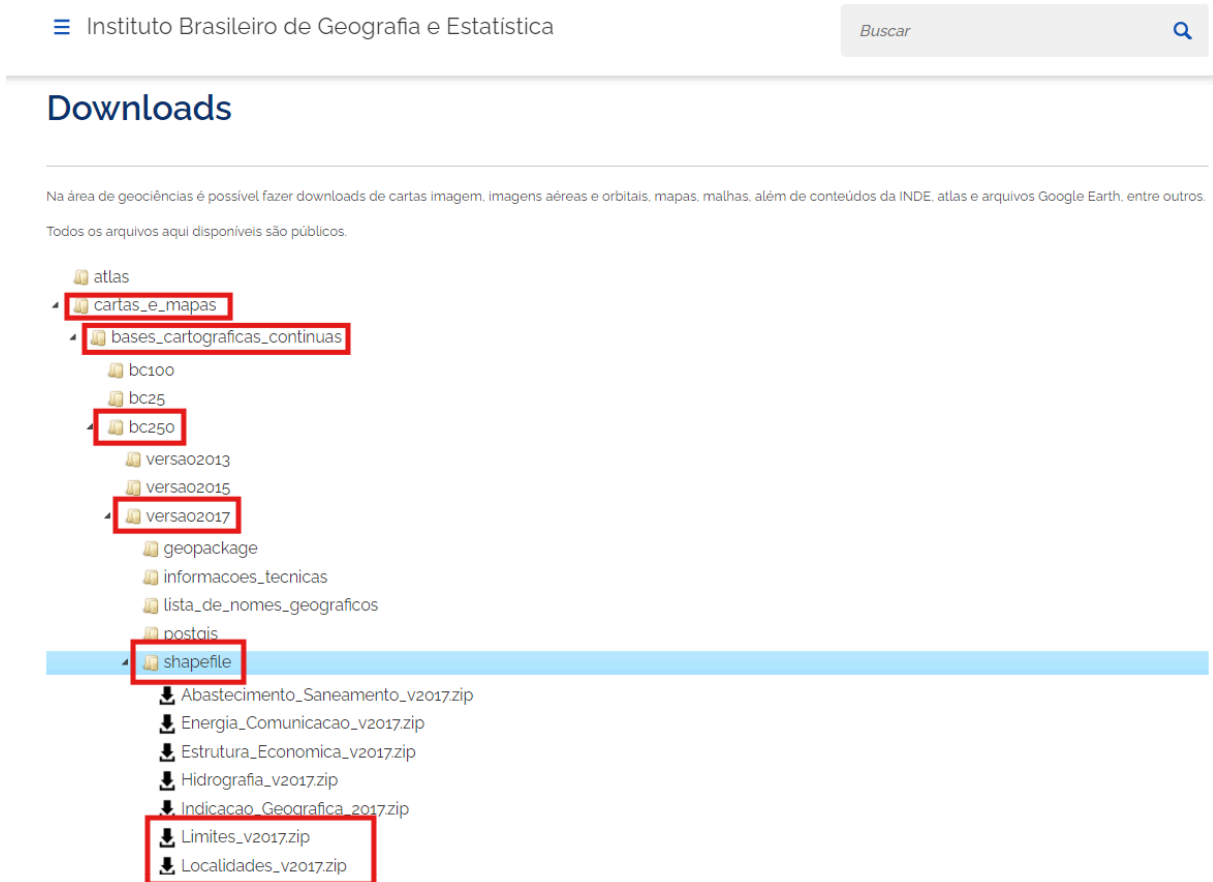 Instituto Brasileiro de Geografia e Estatística
Buscar
Downloads
Na área de geociências é possível fazer downloads de cartas imagem, imagens aéreas e orbitais, mapas, malhas, além de conteúdos da INDE, atlas e arquivos Google Earth, entre outros.
Todos os arquivos aqui disponíveis são públicos.
atlas
cartas_e_mapas
bases_cartograficas_continuas
bc100
bc25
bc250
versao2013
versao2015
versao2017
geopackage
informacoes_tecnicas
lista_de_nomes_geograficos
postgis
shapefile
Abastecimento_Saneamento_v2017.zip
Energia_Comunicacao_v2017.zip
Estrutura_Economica_v2017.zip
Hidrografia_v2017.zip
Indicacao_Geografica_2017.zip
Limites_v2017.zip
Localidades_v2017.zip